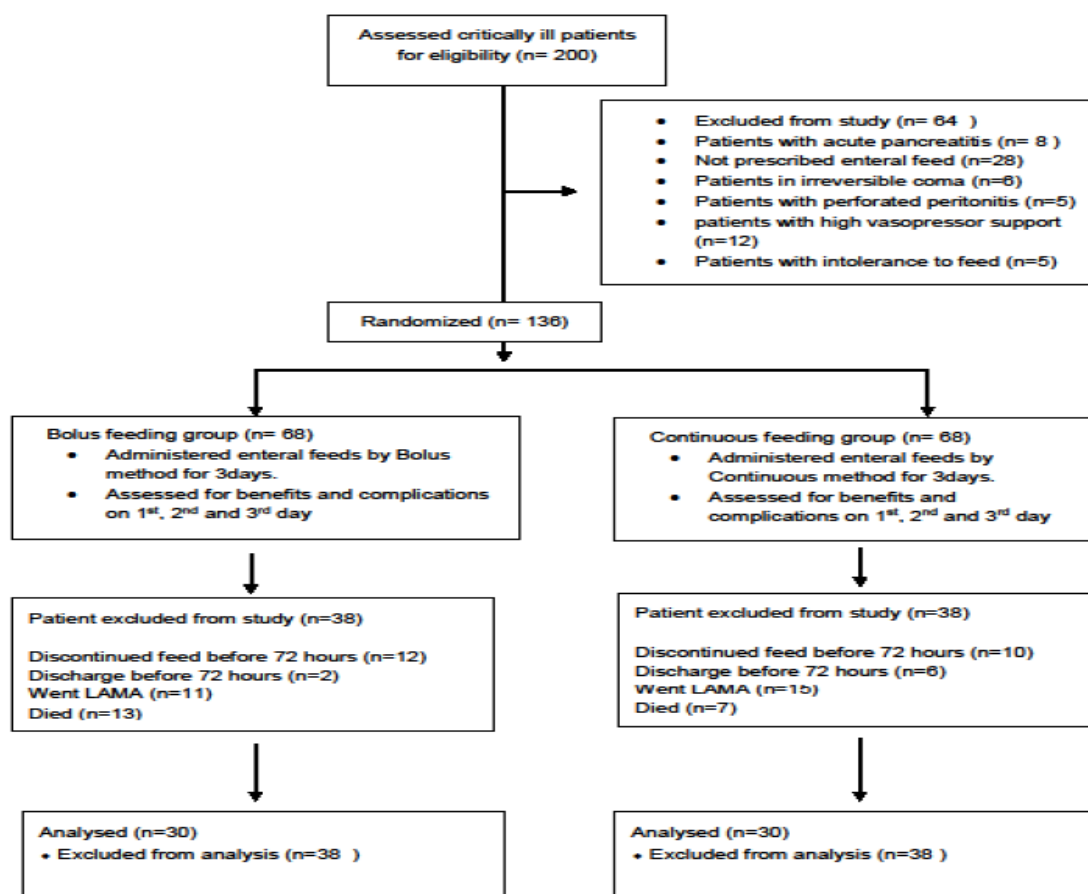 Assessed critically ill patients
for eligibility (n= 200)
• Excluded from study (n= 64 )
• Patients with acute pancreatitis (n= 8 )
• Not prescribed enteral feed (n=28)
• Patients in irreversible coma (n=6)
• Patients with perforated peritonitis (n=5)
• patients with high vasopressor support
(n=12)
• Patients with intolerance to feed (n=5)
Randomized (n= 136)
Bolus feeding group (n= 68)
• Administered enteral feeds by Bolus
method for 3days.
• Assessed for benefits and complications
on 1st, 2nd and 3rd day
Continuous feeding group (n= 68)
• Administered enteral feeds by
Continuous method for 3days.
• Assessed for benefits and
complications on 1st, 2nd and 3rd day
Patient excluded from study (n=38)
Discontinued feed before 72 hours (n=12)
Discharge before 72 hours (n=2)
Went LAMA (n=11)
Died (n=13)
Patient excluded from study (n=38)
Discontinued feed before 72 hours (n=10)
Discharge before 72 hours (n=6)
Went LAMA (n=15)
Died (n=7)
Analysed (n=30)
• Excluded from analysis (n=38 )
Analysed (n=30)
• Excluded from analysis (n=38 )